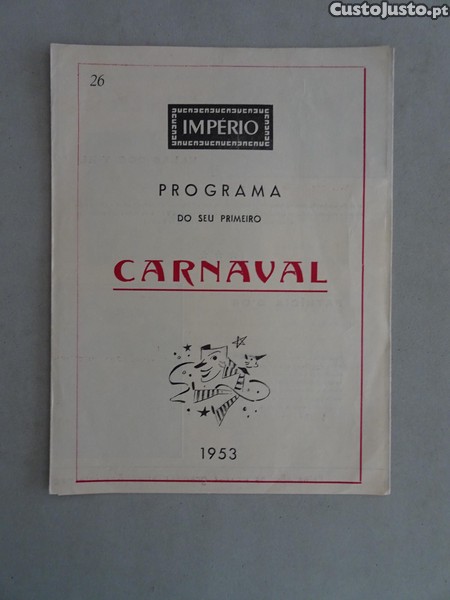 CustoJusto.pt
26
IMPÉRIO
PROGRAMA
DO SEU PRIMEIRO
CARNAVAL
1953